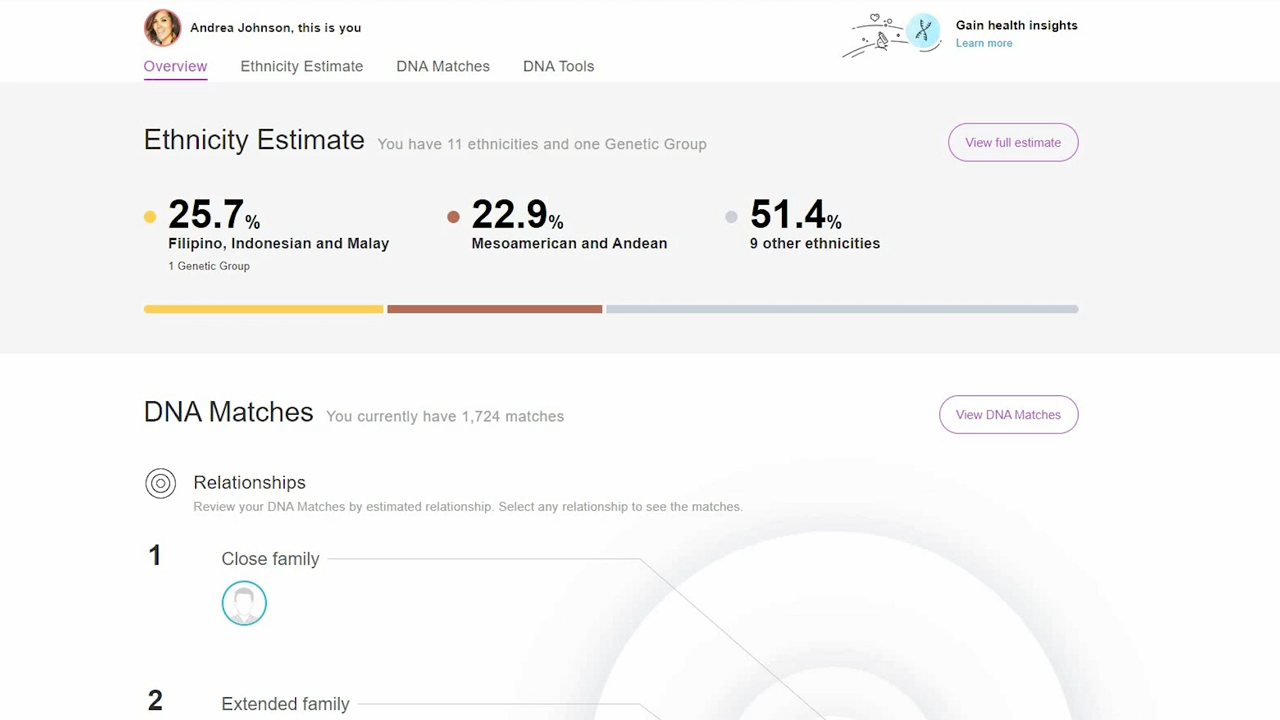 Andrea Johnson, this is you
Gain health insights
Learn more
Overview Ethnicity Estimate DNA Matches DNA Tools
Ethnicity Estimate You have 11 ethnicities and one Genetic Group View full estimate
25.7% 22.9% 51.4%
Filipino, Indonesian and Malay Mesoamerican and Andean 9 other ethnicities
1 Genetic Group
DNA Matches You currently have 1,724 matches View DNA Matches
Relationships
Review your DNA Matches by estimated relationship. Select any relationship to see the matches.
1 Close family
2 Extended family